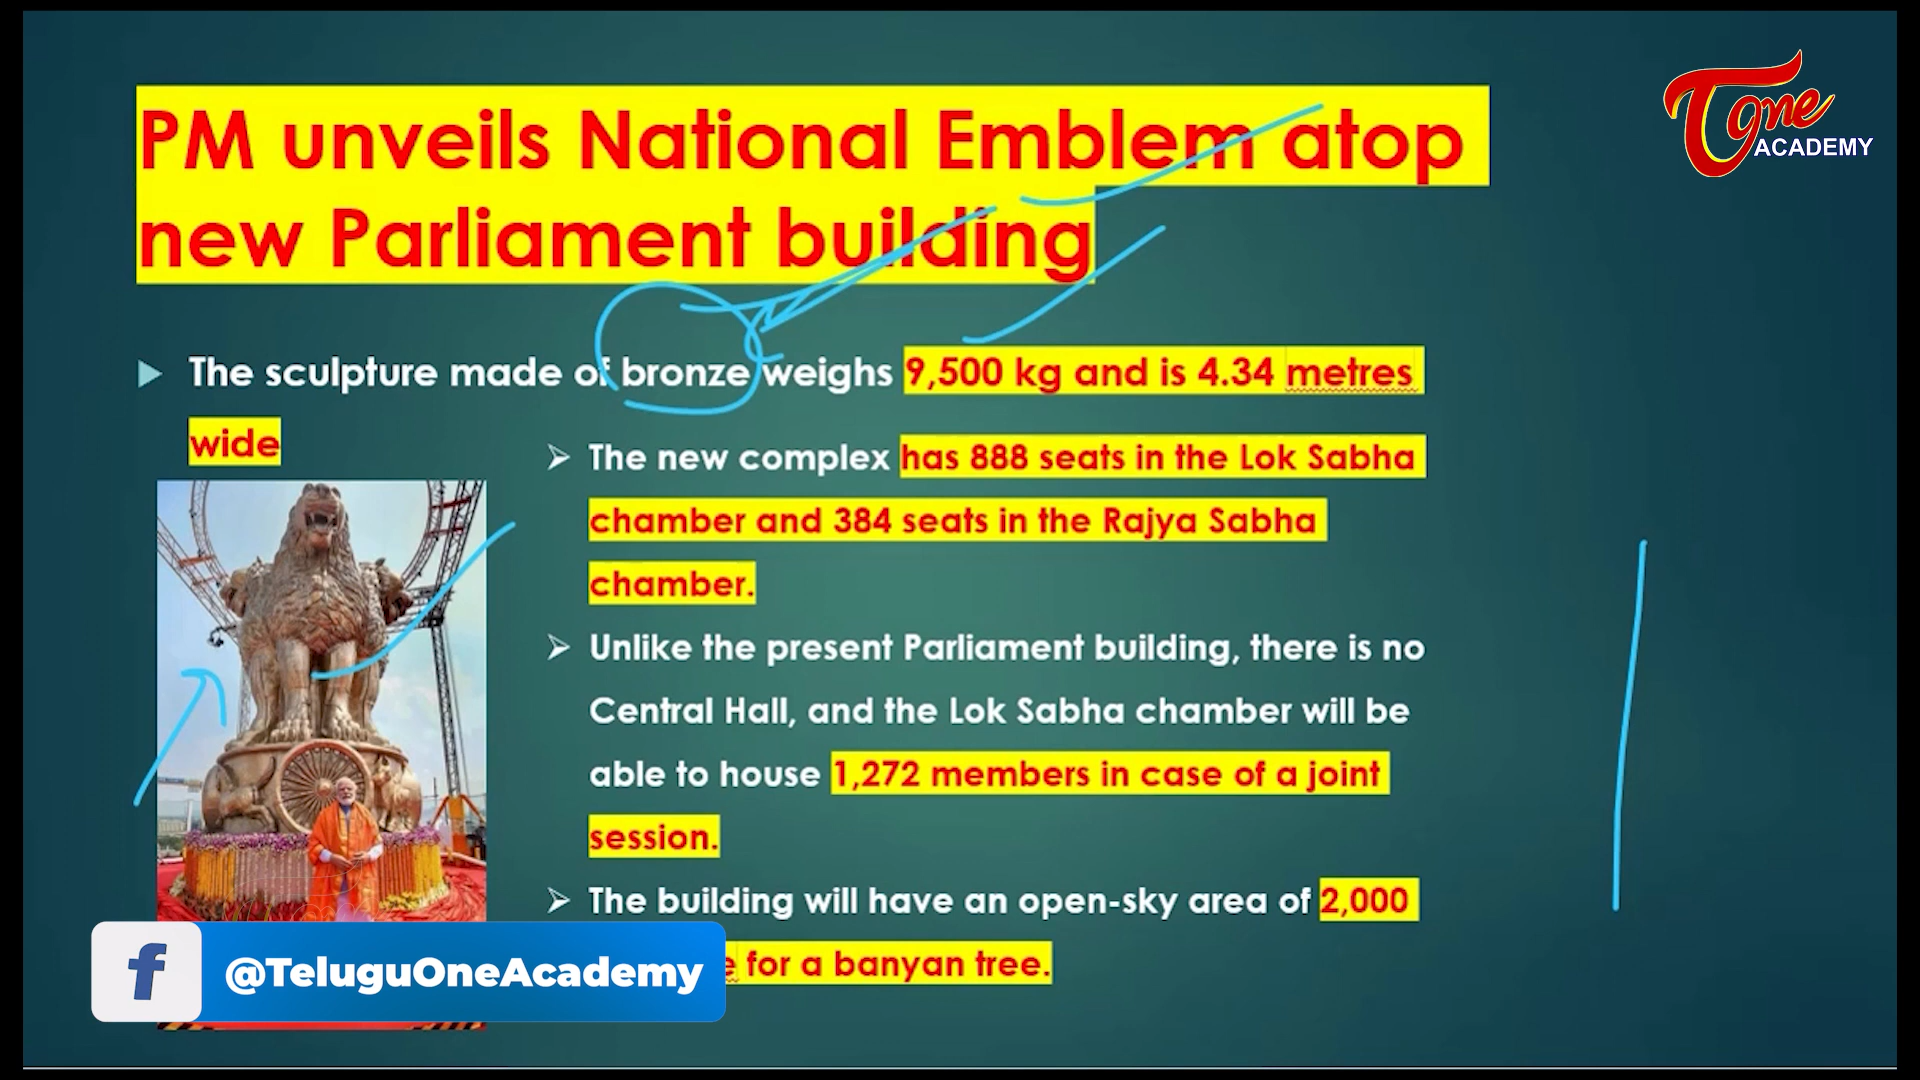 PM unveils National Emblem atop
new Parliament building
Tone
ACADEMY
The sculpture made of bronze weighs 9,500 kg and is 4.34 metres
wide
The new complex has 888 seats in the Lok Sabha
chamber and 384 seats in the Rajya Sabha
chamber.
Unlike the present Parliament building, there is no
Central Hall, and the Lok Sabha chamber will be
able to house 1,272 members in case of a joint
session.
The building will have an open-sky area of 2,000
for a banyan tree.
f @TeluguOneAcademy